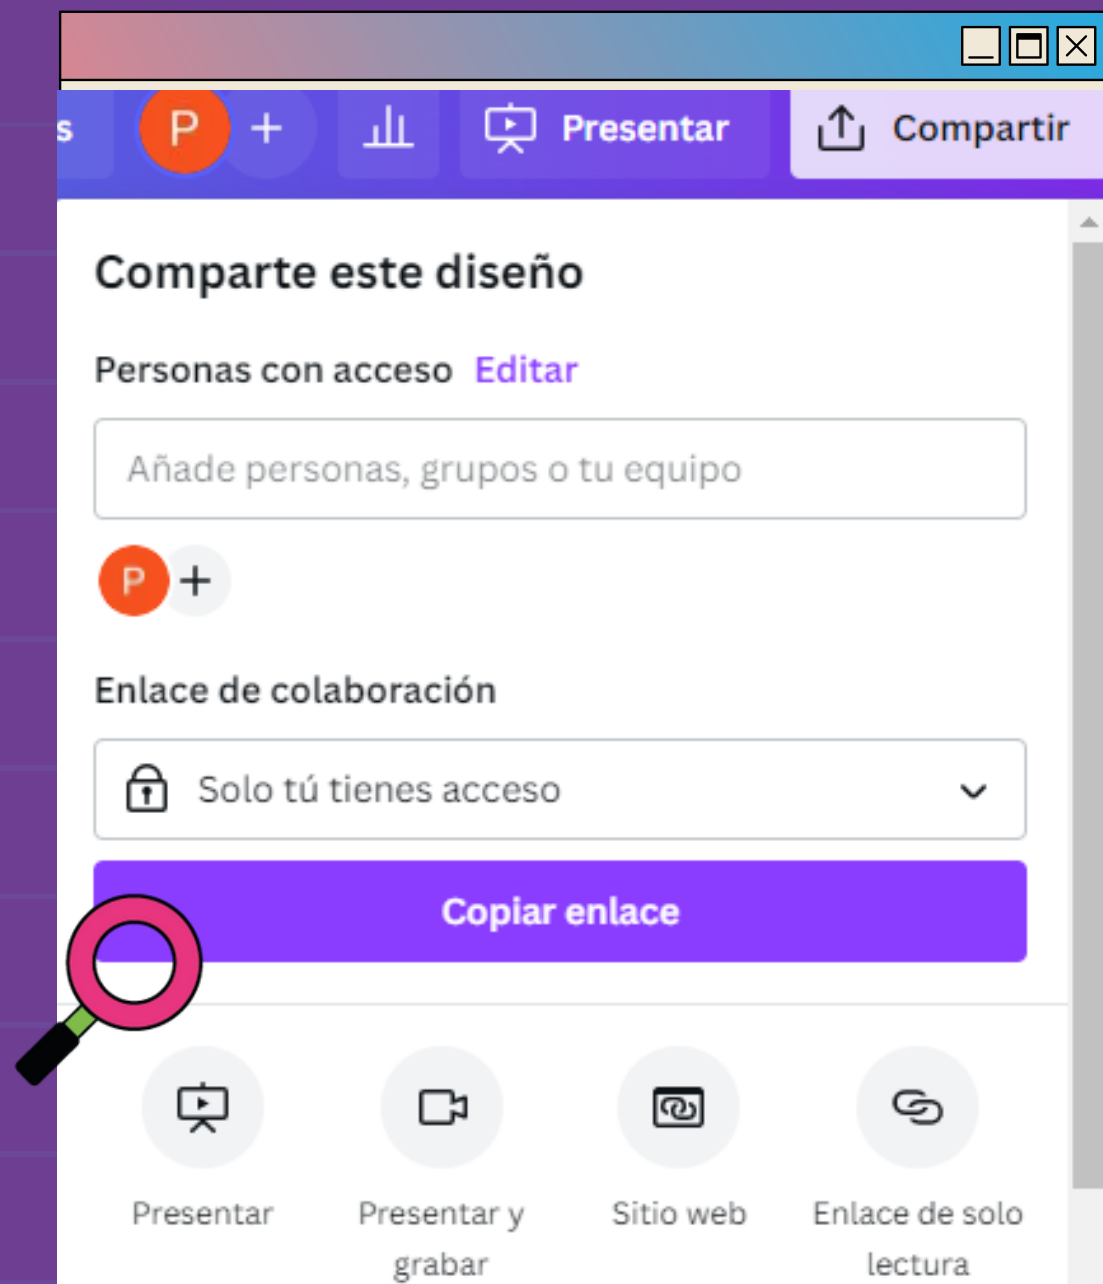 s P + Presentar Compartir
Comparte este diseño
Personas con acceso Editar
Añade personas, grupos o tu equipo
P +
Enlace de colaboración
Solo tú tienes acceso
Copiar enlace
Presentar Presentar y grabar Sitio web Enlace de solo lectura